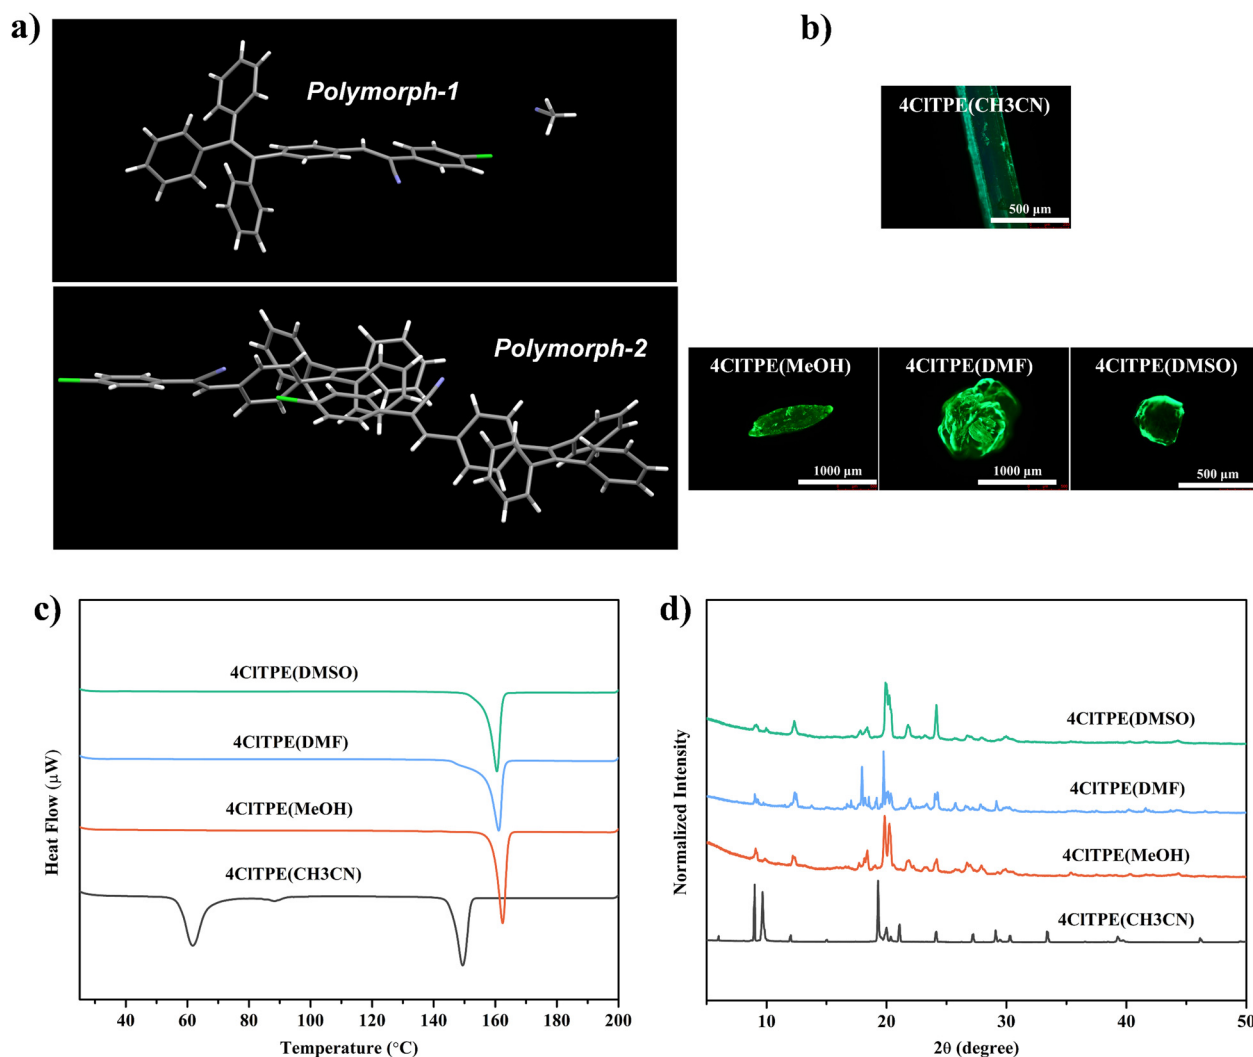 a)
Polymorph-1
Polymorph-2
b)
4ClTPE(CH3CN)
500 μm
4ClTPE(MeOH)
1000 μm
4ClTPE(DMF)
1000 μm
4ClTPE(DMSO)
500 μm
c)
4ClTPE(DMSO)
4ClTPE(DMF)
4ClTPE(MeOH)
4ClTPE(CH3CN)
Heat Flow (μW)
40 60 80 100 120 140 160 180 200
Temperature (°C)
d)
4ClTPE(DMSO)
4ClTPE(DMF)
4ClTPE(MeOH)
4ClTPE(CH3CN)
Normalized Intensity
10 20 30 40 50
2θ (degree)